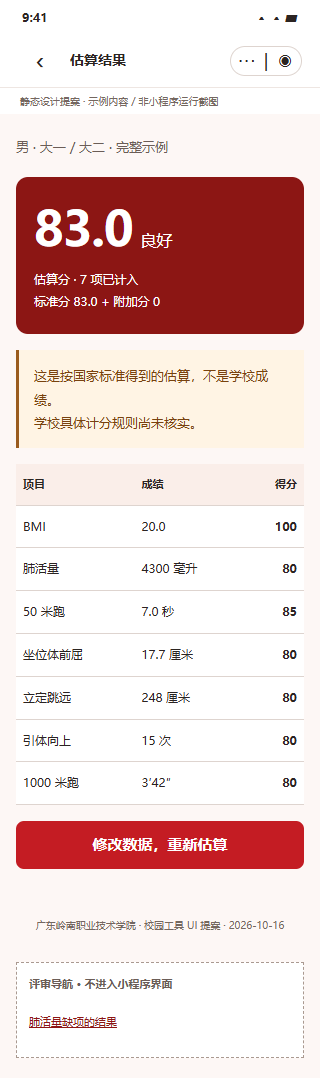 9:41
‹ 估算结果
静态设计提案 · 示例内容 / 非小程序运行截图
男 · 大一 / 大二 · 完整示例
83.0 良好
估算分 · 7 项已计入
标准分 83.0 + 附加分 0
这是按国家标准得到的估算，不是学校成
绩。
学校具体计分规则尚未核实。
项目 成绩 得分
BMI 20.0 100
肺活量 4300 毫升 80
50 米跑 7.0 秒 85
坐位体前屈 17.7 厘米 80
立定跳远 248 厘米 80
引体向上 15 次 80
1000 米跑 3′42″ 80
修改数据，重新估算
广东岭南职业技术学院 · 校园工具 UI 提案 · 2026-10-16
评审导航 · 不进入小程序界面
肺活量缺项的结果